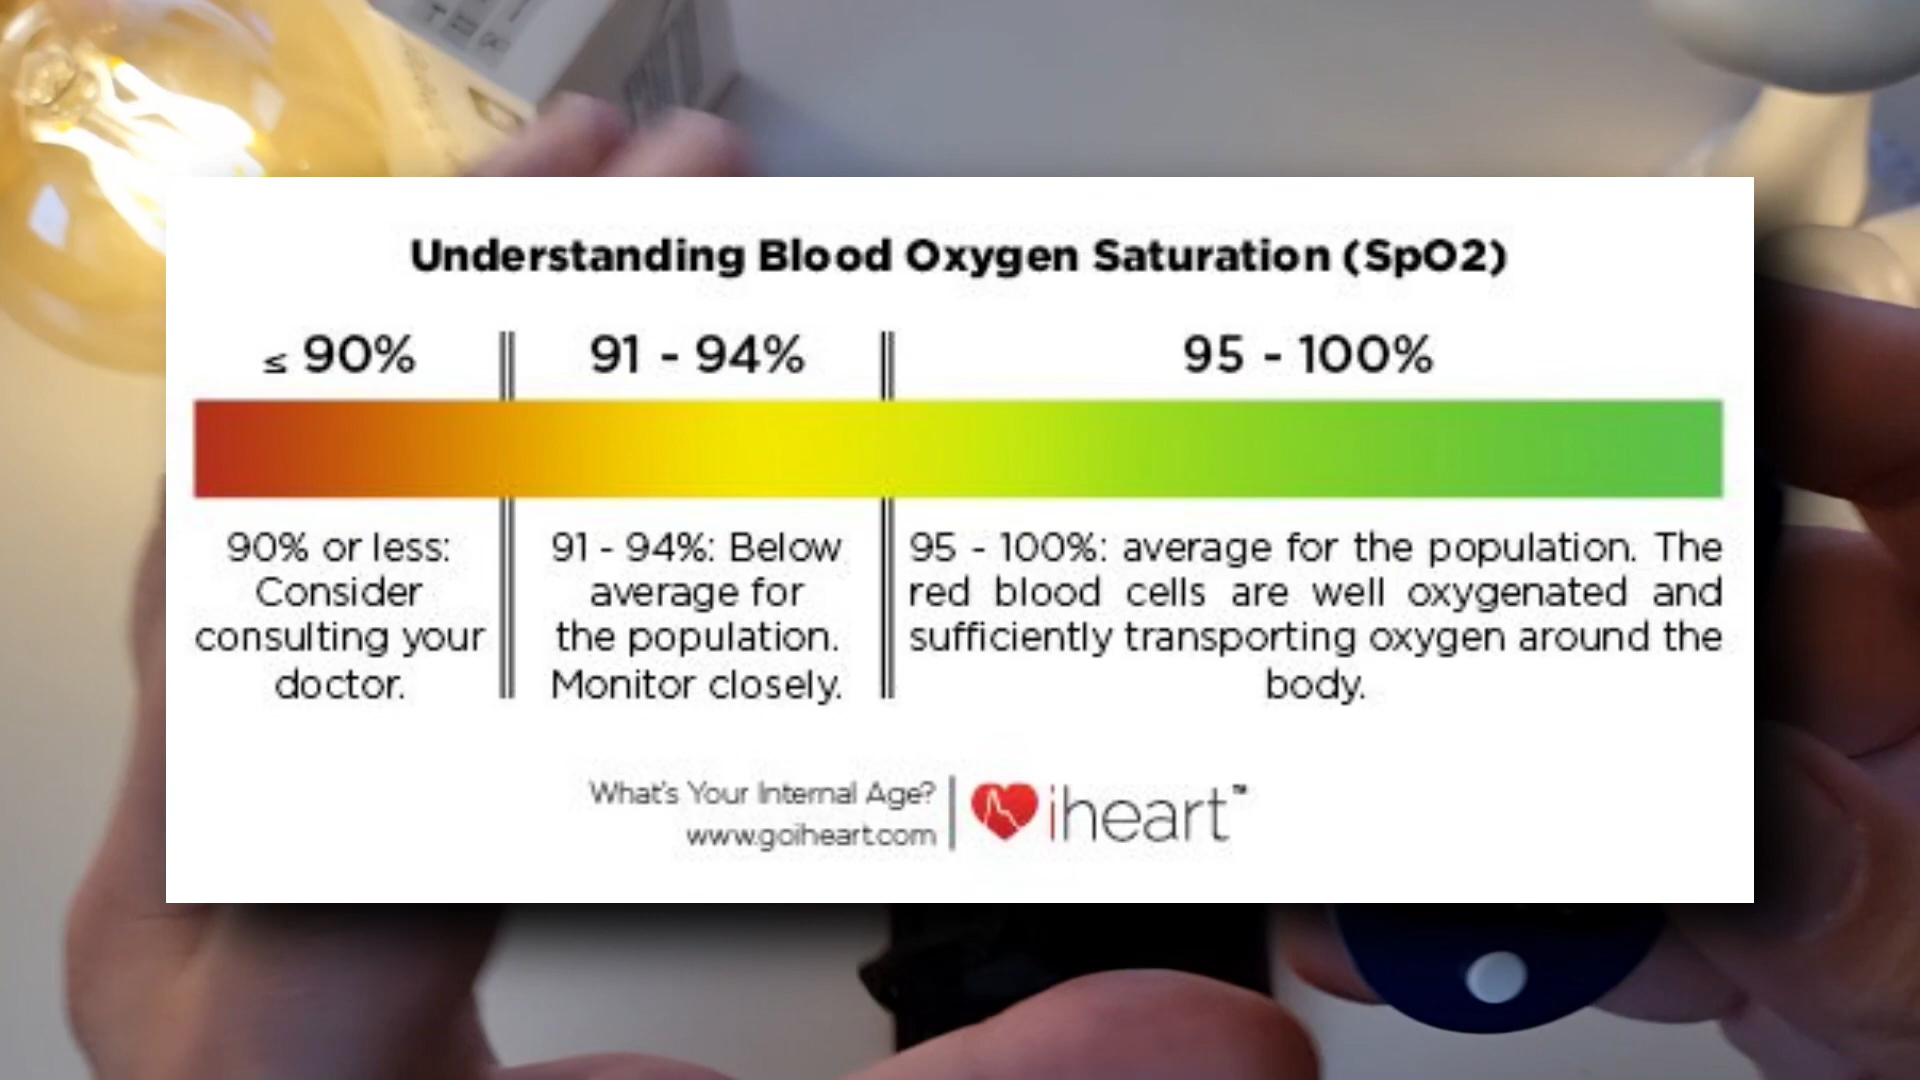 Understanding Blood Oxygen Saturation (SpO2)
≤ 90%
91 - 94%
95 - 100%
90% or less:
Consider
consulting your
doctor.
91 - 94%: Below
average for
the population.
Monitor closely.
95 - 100%: average for the population. The
red blood cells are well oxygenated and
sufficiently transporting oxygen around the
body.
What's Your Internal Age?
www.goiheart.com
iheart™